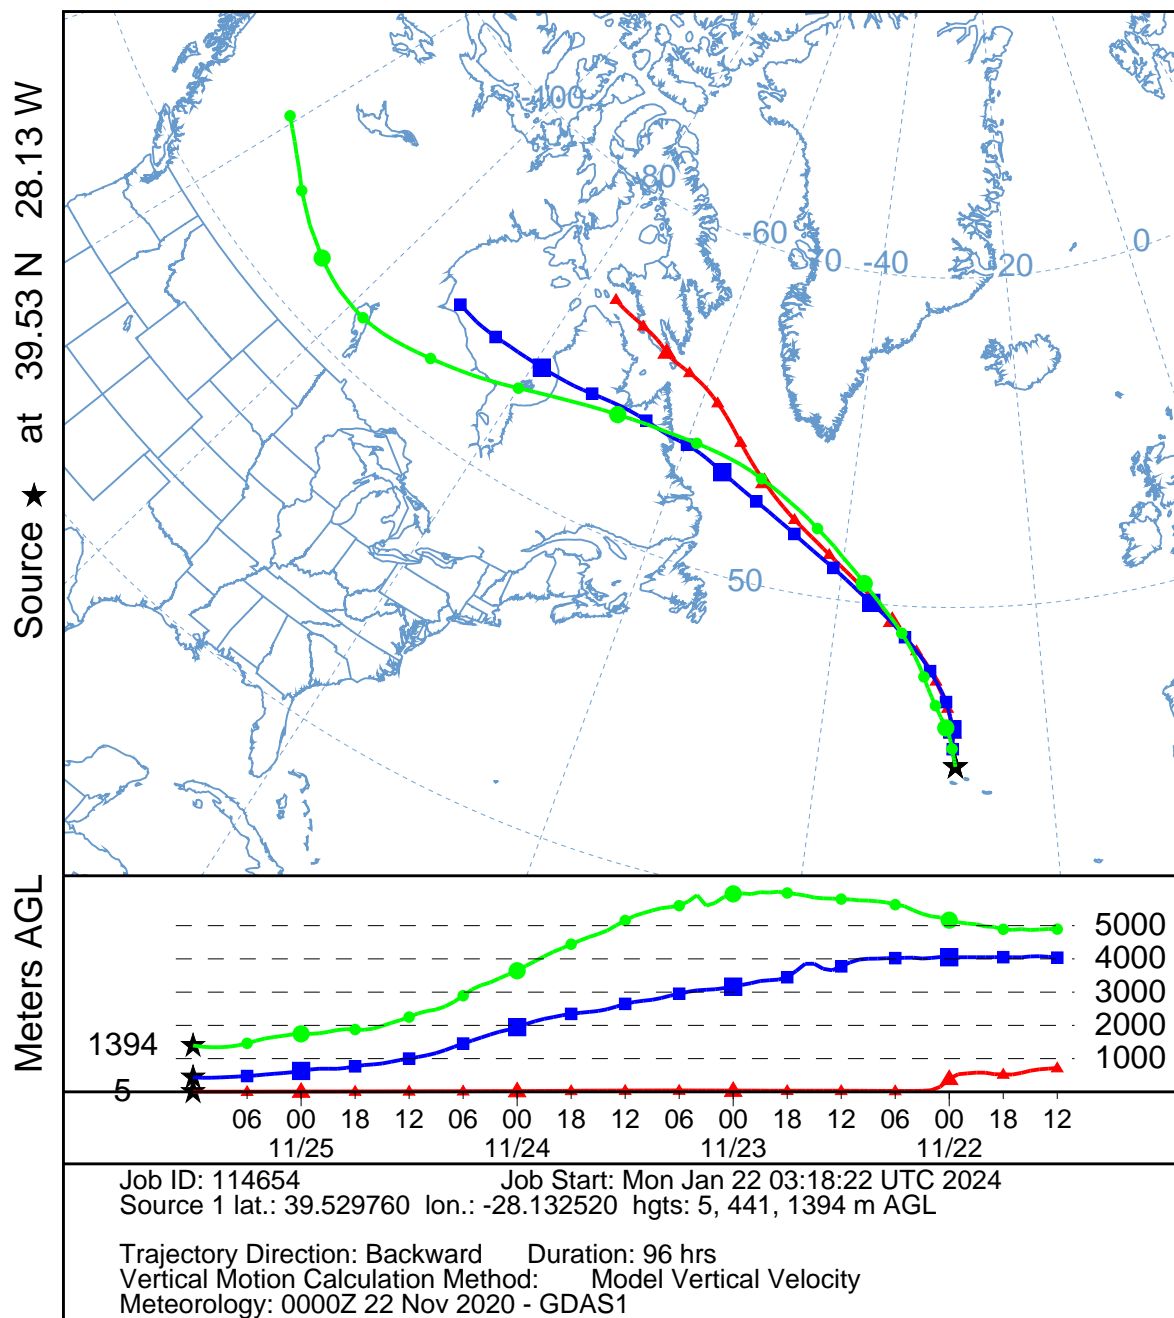 Source ★ at 39.53 N 28.13 W
-100
-80
-60
70
-40
-20
0
50
Meters AGL
1394
5
5000
4000
3000
2000
1000
06 00 18 12 06 00 18 12 06 00 18 12 06 00 18 12
11/25 11/24 11/23 11/22
Job ID: 114654 Job Start: Mon Jan 22 03:18:22 UTC 2024
Source 1 lat.: 39.529760 lon.: -28.132520 hgts: 5, 441, 1394 m AGL
Trajectory Direction: Backward Duration: 96 hrs
Vertical Motion Calculation Method: Model Vertical Velocity
Meteorology: 0000Z 22 Nov 2020 - GDAS1